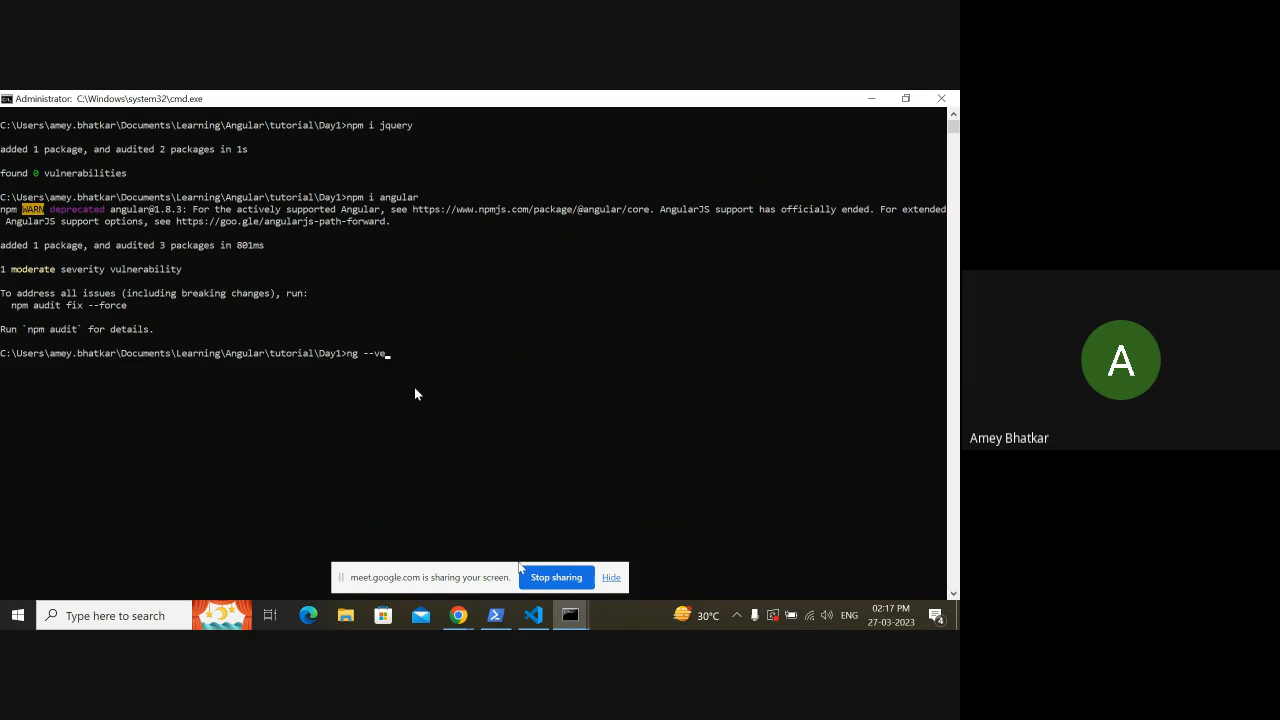 Administrator: C:\Windows\system32\cmd.exe
C:\Users\amey.bhatkar\Documents\Learning\Angular\tutorial\Day1>npm i jquery
added 1 package, and audited 2 packages in 1s
found 0 vulnerabilities
C:\Users\amey.bhatkar\Documents\Learning\Angular\tutorial\Day1>npm i angular
npm WARN deprecated angular@1.8.3: For the actively supported Angular, see https://www.npmjs.com/package/@angular/core. AngularJS support has officially ended. For extended
AngularJS support options, see https://goo.gle/angularjs-path-forward.
added 1 package, and audited 3 packages in 801ms
1 moderate severity vulnerability
To address all issues (including breaking changes), run:
npm audit fix --force
Run `npm audit` for details.
C:\Users\amey.bhatkar\Documents\Learning\Angular\tutorial\Day1>ng --ve_
A
Amey Bhatkar
meet.google.com is sharing your screen. Stop sharing Hide
Type here to search
30°C
ENG
02:17 PM
27-03-2023
4